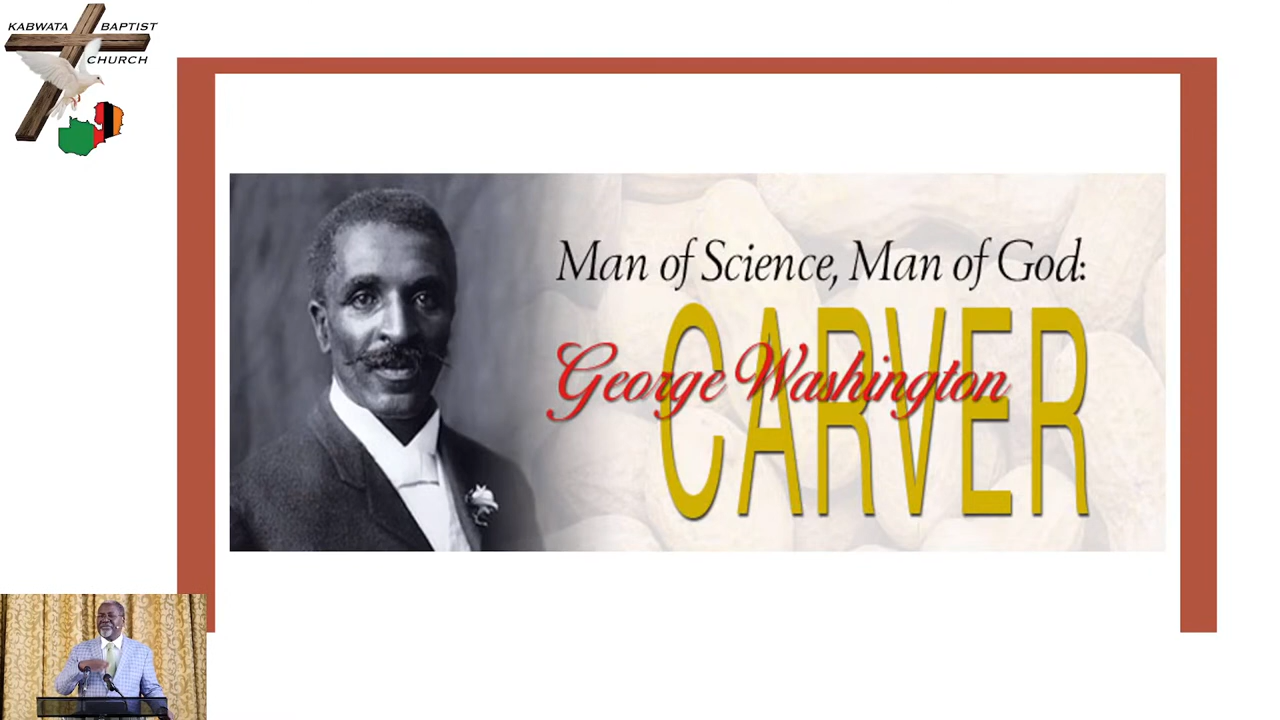 KABWATA BAPTIST
CHURCH
Man of Science, Man of God:
George Washington
CARVER